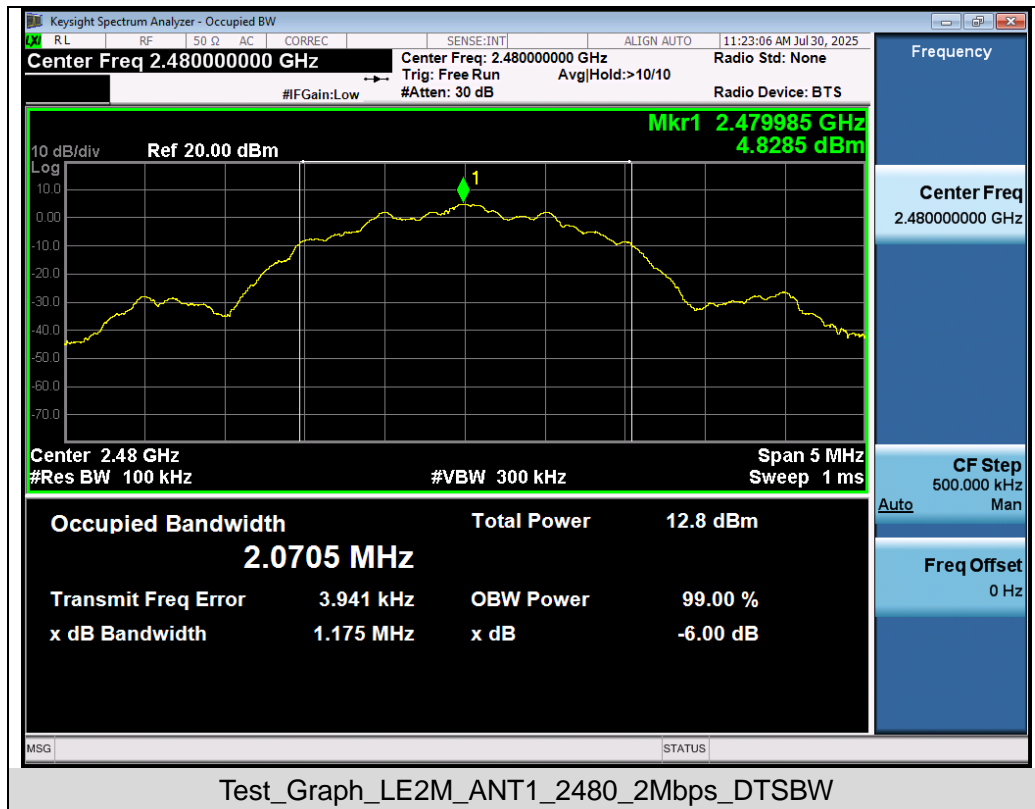 Keysight Spectrum Analyzer - Occupied BW
LXI RL RF 50 Ω AC CORREC SENSE:INT ALIGN AUTO 11:23:06 AM Jul 30, 2025
Center Freq 2.480000000 GHz
Center Freq: 2.480000000 GHz
Radio Std: None
Trig: Free Run Avg|Hold:>10/10
#IFGain:Low
#Atten: 30 dB
Radio Device: BTS
Mkr1 2.479985 GHz
4.8285 dBm
10 dB/div Ref 20.00 dBm
Log
1
10.0
0.00
-10.0
-20.0
-30.0
-40.0
-50.0
-60.0
-70.0
Center 2.48 GHz Span 5 MHz
#Res BW 100 kHz #VBW 300 kHz Sweep 1 ms
Occupied Bandwidth Total Power 12.8 dBm
2.0705 MHz
Transmit Freq Error 3.941 kHz OBW Power 99.00 %
x dB Bandwidth 1.175 MHz x dB -6.00 dB
MSG STATUS
Frequency
Center Freq
2.480000000 GHz
CF Step
500.000 kHz
Auto Man
Freq Offset
0 Hz
Test_Graph_LE2M_ANT1_2480_2Mbps_DTSBW